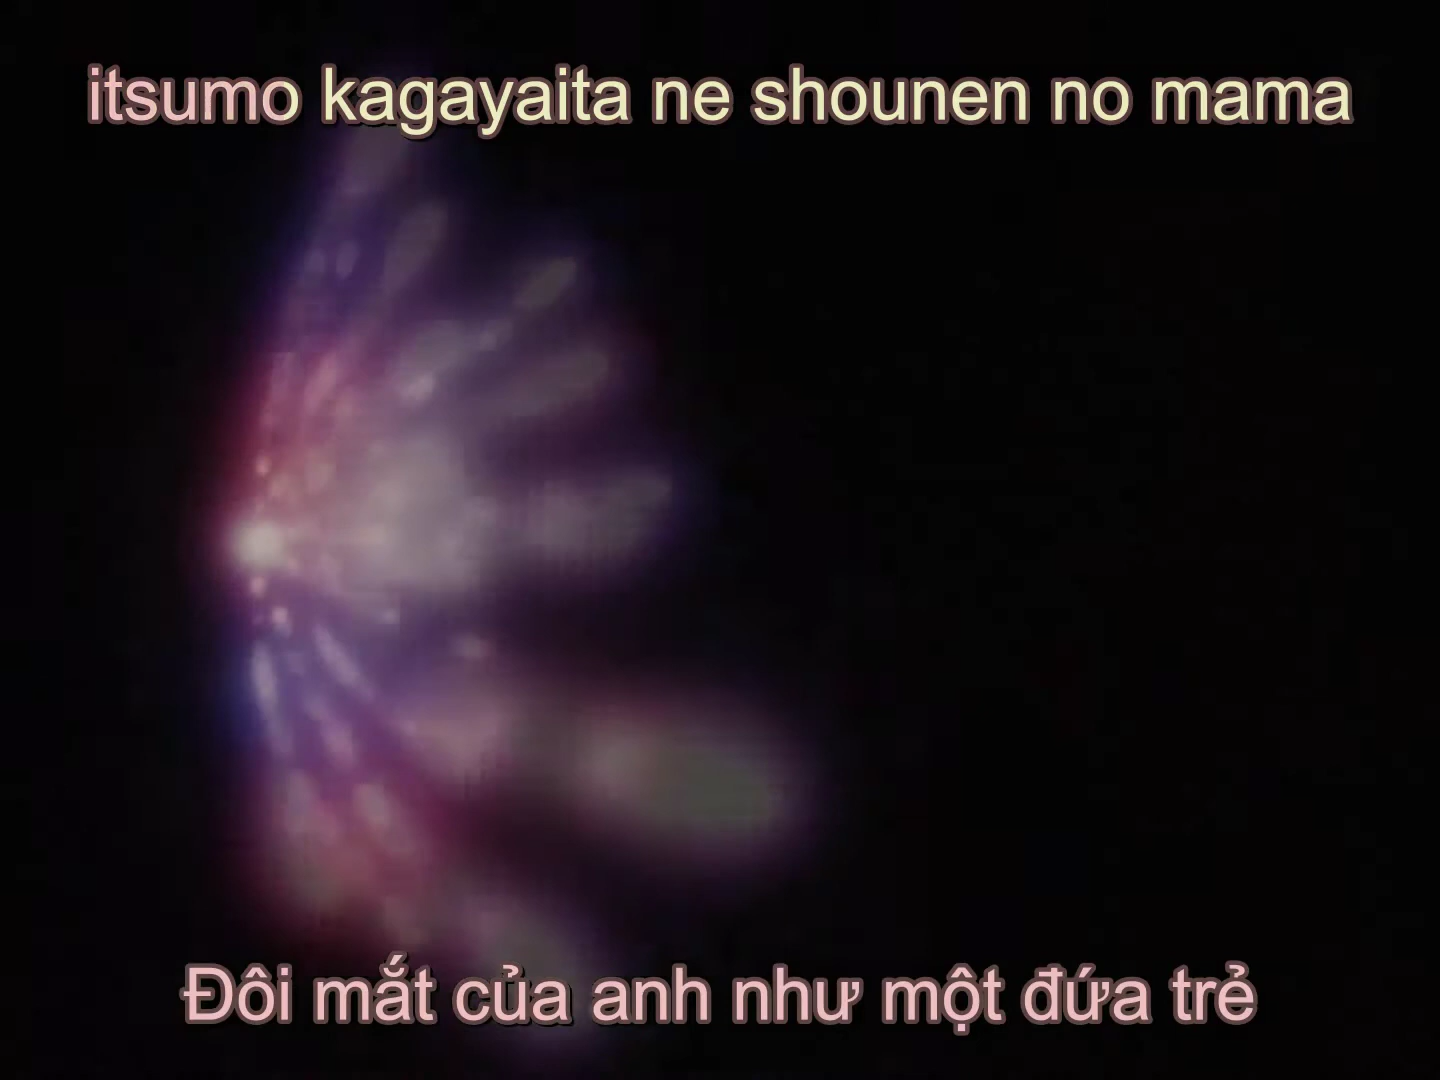 itsumo kagayaita ne shounen no mama
Đôi mắt của anh như một đứa trẻ